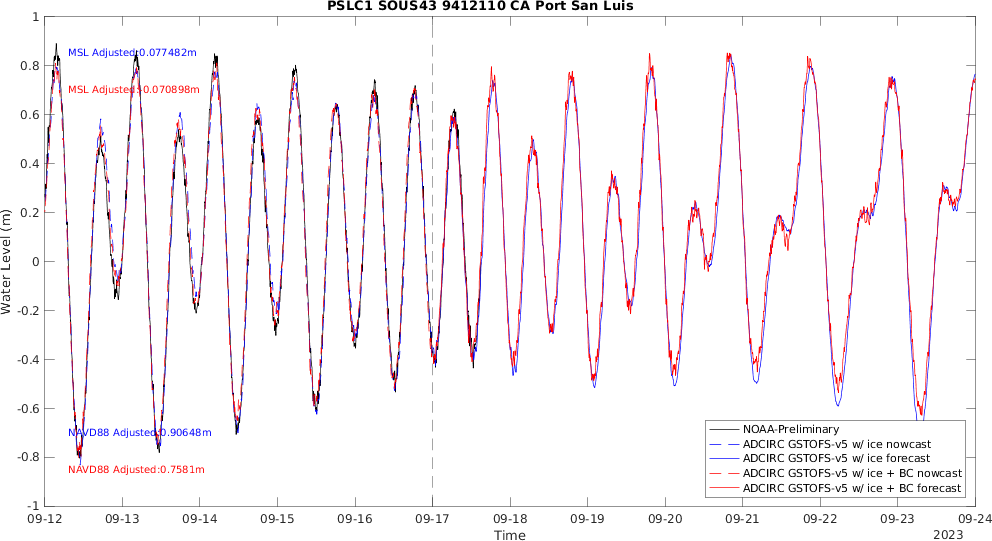 PSLC1 SOUS43 9412110 CA Port San Luis
1
0.8
0.6
0.4
0.2
0
-0.2
-0.4
-0.6
-0.8
-1
Water Level (m)
MSL Adjusted:0.077482m
MSL Adjusted:-0.070898m
NAVD88 Adjusted:0.90648m
NAVD88 Adjusted:0.7581m
NOAA-Preliminary
ADCIRC GSTOFS-v5 w/ ice nowcast
ADCIRC GSTOFS-v5 w/ ice forecast
ADCIRC GSTOFS-v5 w/ ice + BC nowcast
ADCIRC GSTOFS-v5 w/ ice + BC forecast
09-12 09-13 09-14 09-15 09-16 09-17 09-18 09-19 09-20 09-21 09-22 09-23 09-24
Time
2023